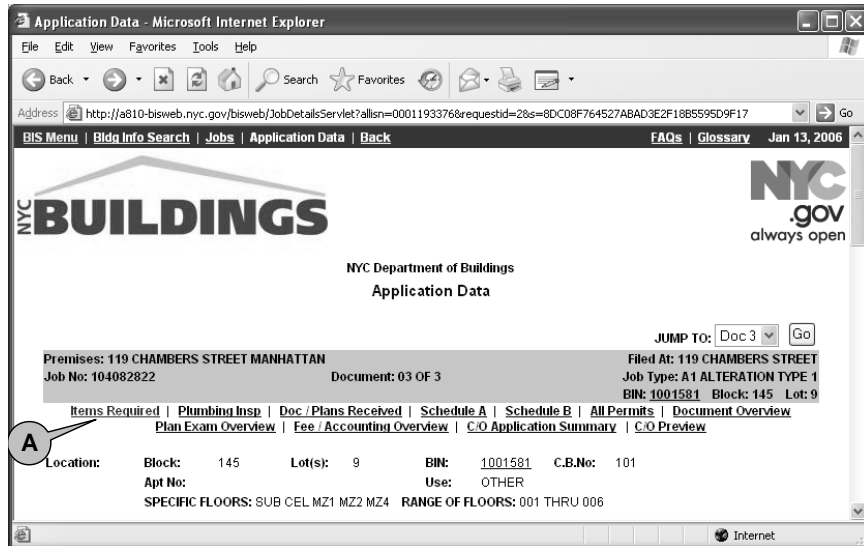 Application Data - Microsoft Internet Explorer
File Edit View Favorites Tools Help
Back Search Favorites
Address http://a810-bisweb.nyc.gov/bisweb/JobDetailsServlet?allisn=0001193376&requestid=2&s=8DC08F764527ABAD3E2F18B5595D9F17 Go
BIS Menu | Bldg Info Search | Jobs | Application Data | Back FAQs | Glossary Jan 13, 2006
NYC BUILDINGS
NYC
.gov
always open
NYC Department of Buildings
Application Data
JUMP TO: Doc 3 Go
Premises: 119 CHAMBERS STREET MANHATTAN Filed At: 119 CHAMBERS STREET
Job No: 104082822 Document: 03 OF 3 Job Type: A1 ALTERATION TYPE 1
BIN: 1001581 Block: 145 Lot: 9
Items Required | Plumbing Insp | Doc / Plans Received | Schedule A | Schedule B | All Permits | Document Overview
Plan Exam Overview | Fee / Accounting Overview | C/O Application Summary | C/O Preview
A
Location: Block: 145 Lot(s): 9 BIN: 1001581 C.B.No: 101
Apt No: Use: OTHER
SPECIFIC FLOORS: SUB CEL MZ1 MZ2 MZ4 RANGE OF FLOORS: 001 THRU 006
Internet